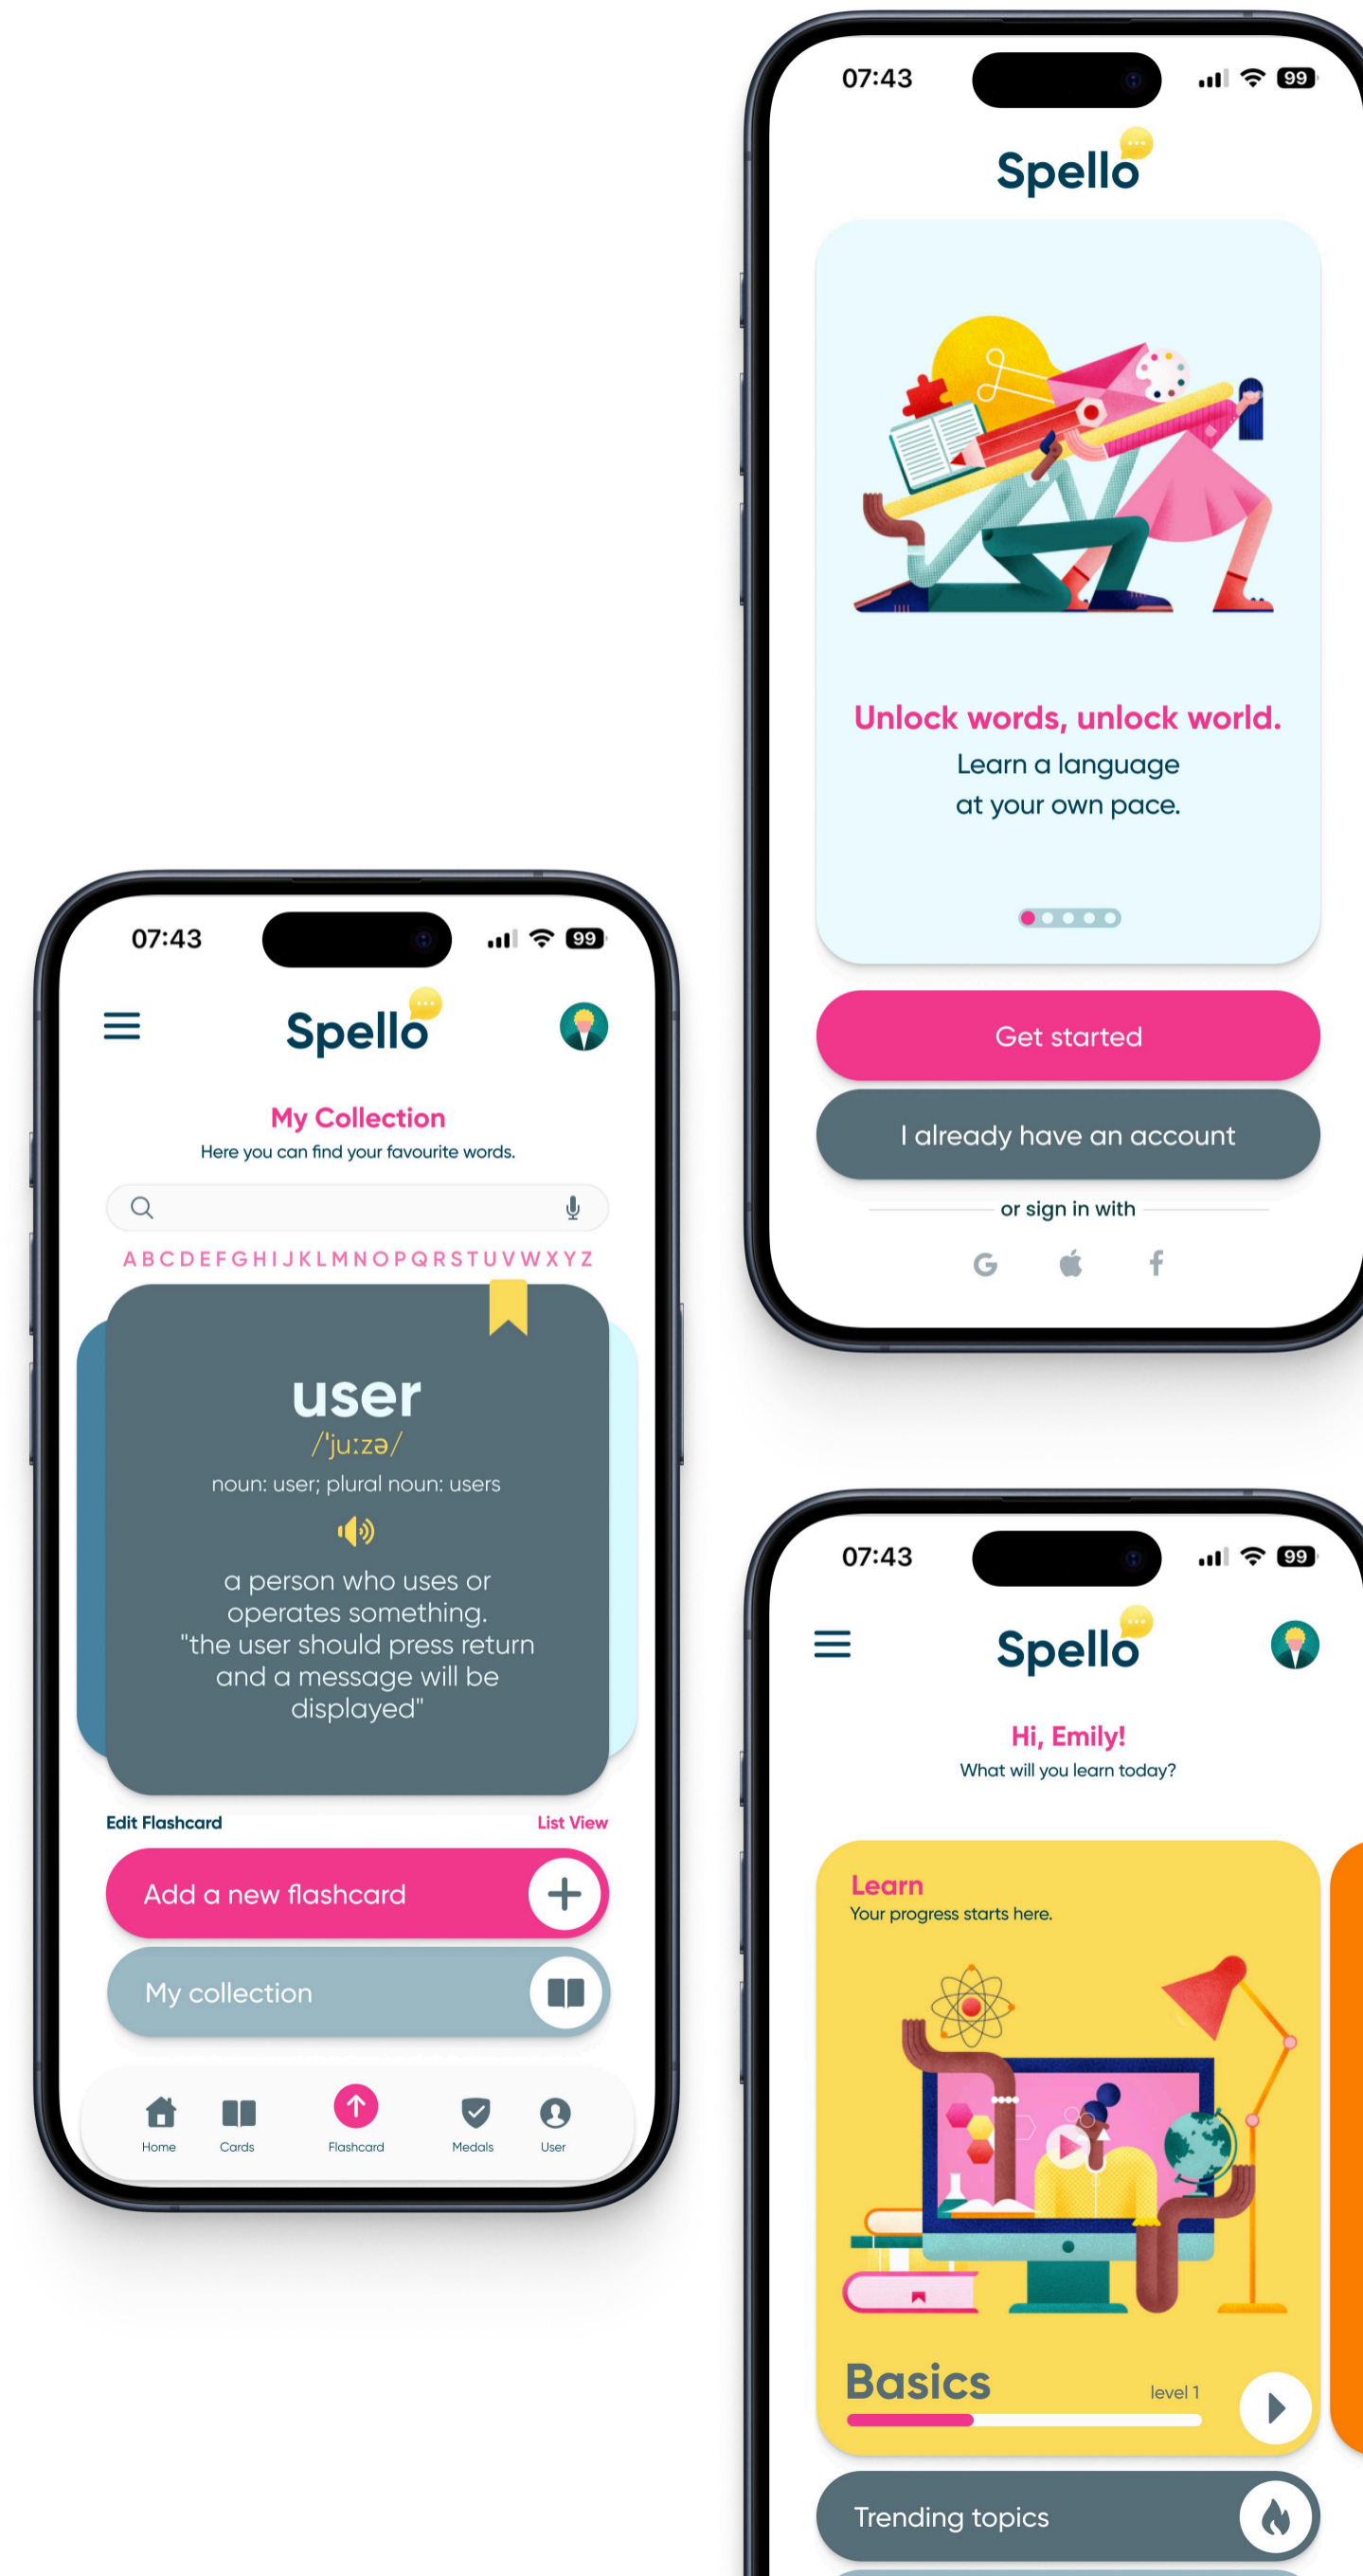 07:43
99
Spello
My Collection
Here you can find your favourite words.
A B C D E F G H I J K L M N O P Q R S T U V W X Y Z
user
/ˈjuːzə/
noun: user; plural noun: users
a person who uses or
operates something.
"the user should press return
and a message will be
displayed"
Edit Flashcard
List View
Add a new flashcard
My collection
Home
Cards
Flashcard
Medals
User
07:43
99
Spello
Unlock words, unlock world.
Learn a language
at your own pace.
Get started
I already have an account
or sign in with
07:43
99
Spello
Hi, Emily!
What will you learn today?
Learn
Your progress starts here.
Basics
level 1
Trending topics